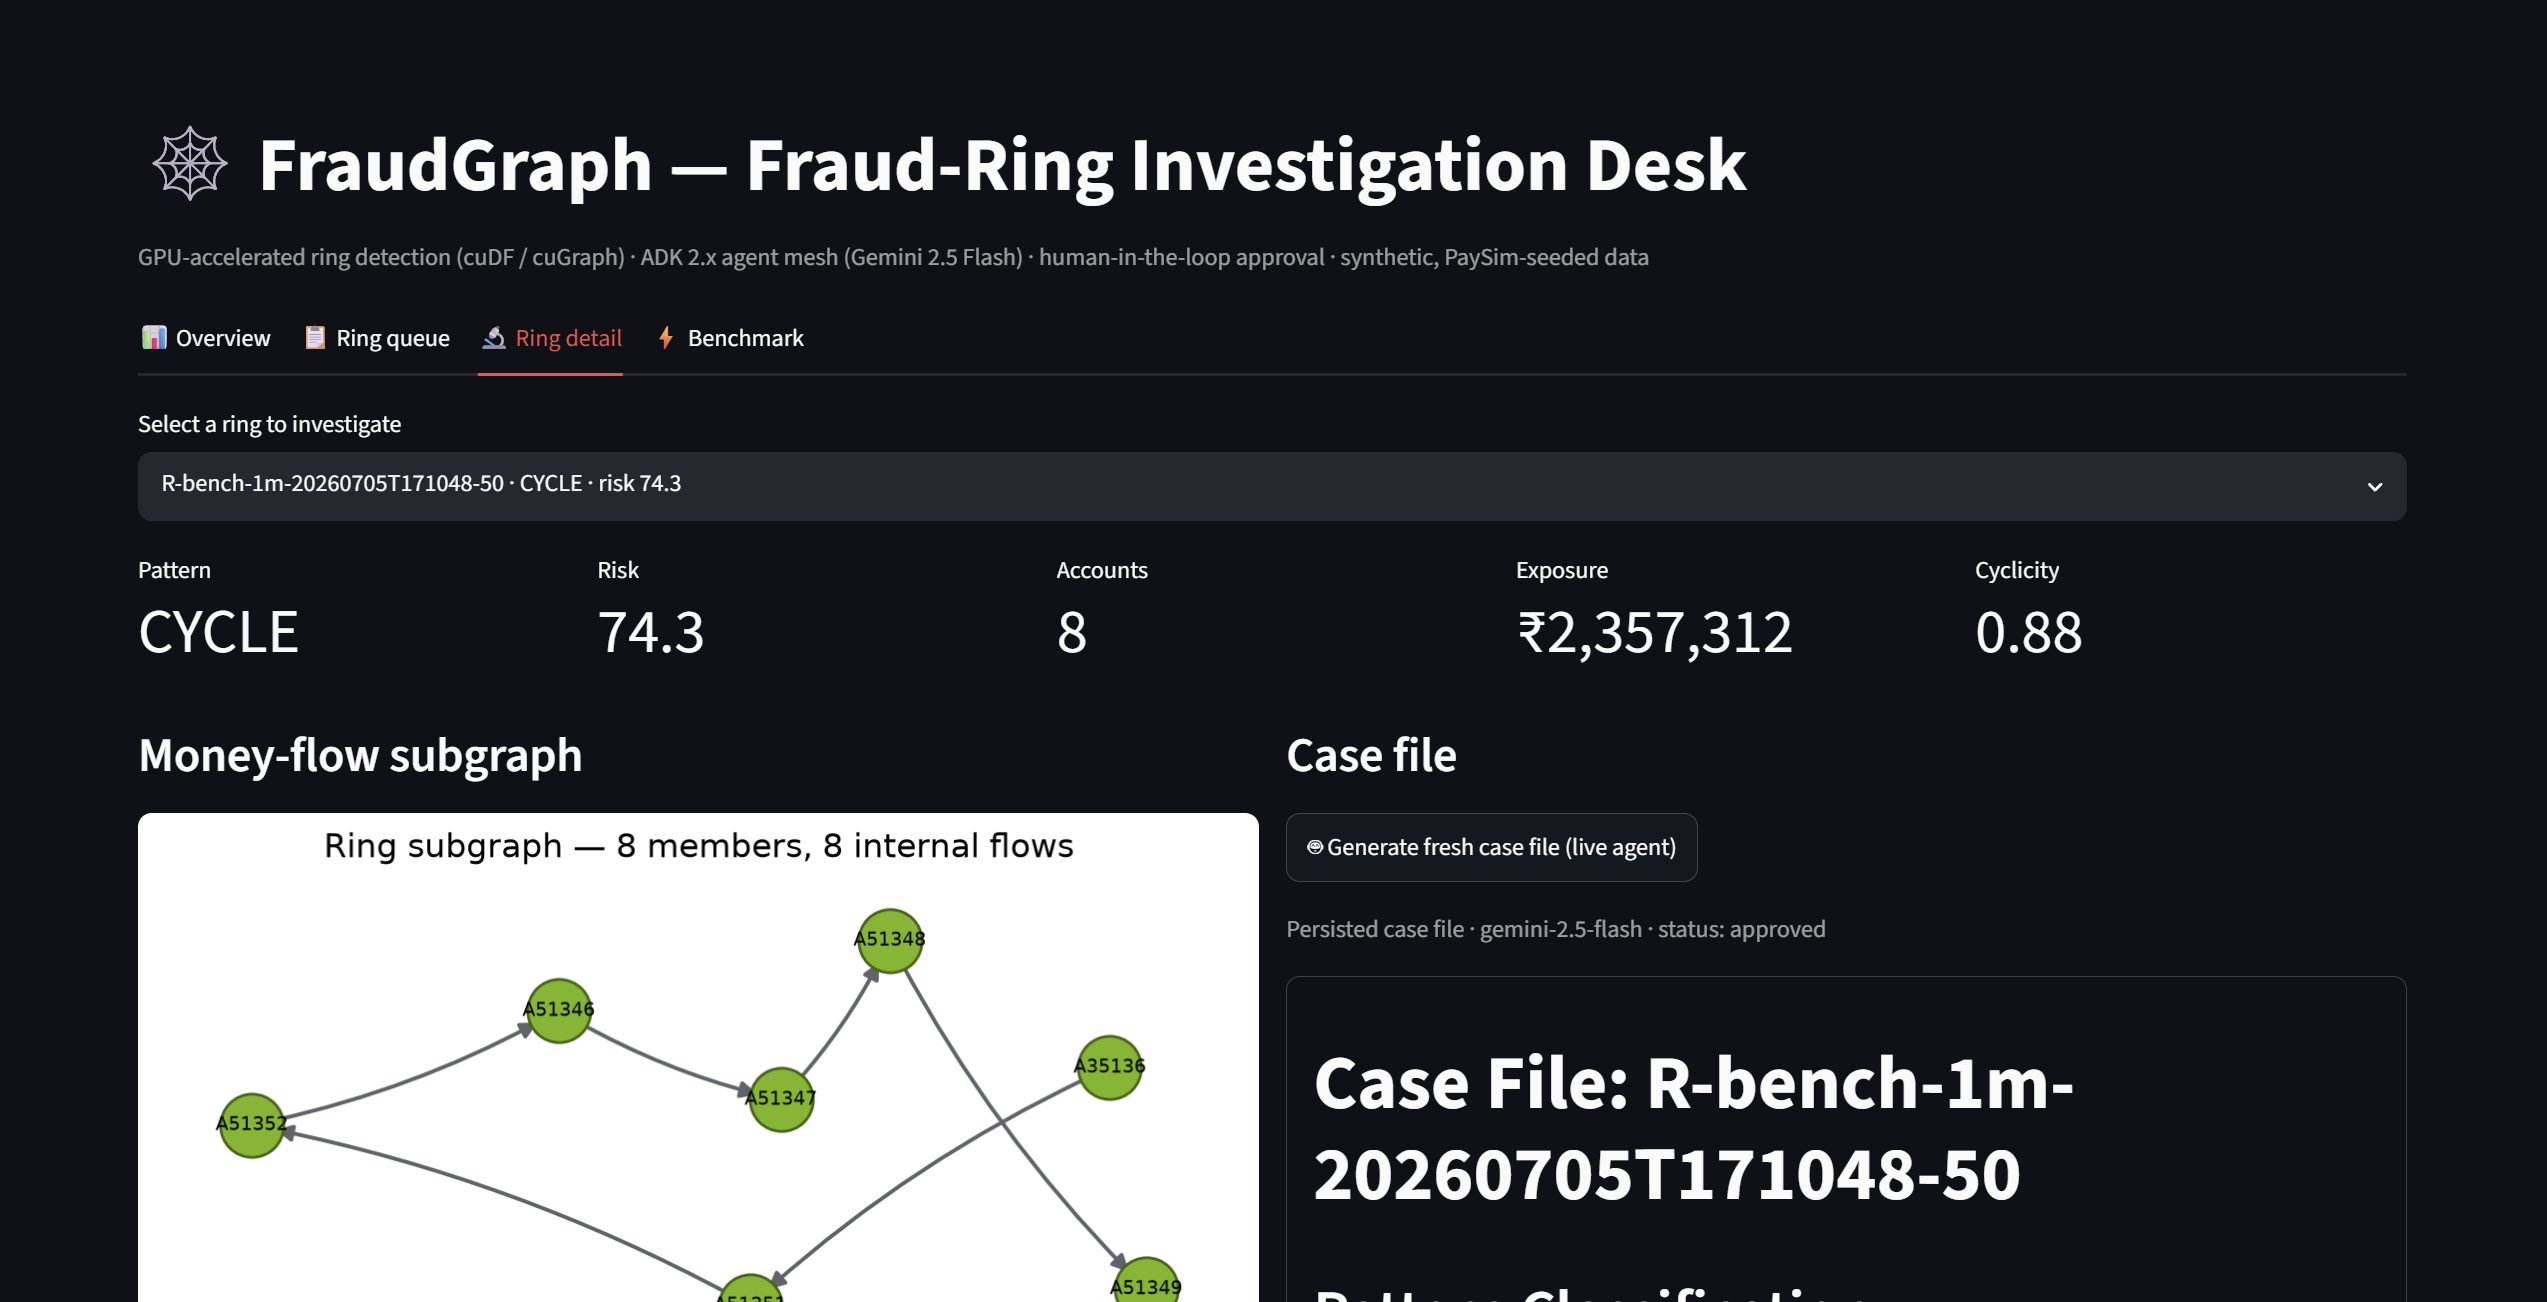 FraudGraph — Fraud-Ring Investigation Desk
GPU-accelerated ring detection (cuDF / cuGraph) · ADK 2.x agent mesh (Gemini 2.5 Flash) · human-in-the-loop approval · synthetic, PaySim-seeded data
Overview Ring queue Ring detail Benchmark
Select a ring to investigate
R-bench-1m-20260705T171048-50 · CYCLE · risk 74.3
Pattern Risk Accounts Exposure Cyclicity
CYCLE 74.3 8 ₹2,357,312 0.88
Money-flow subgraph
Ring subgraph — 8 members, 8 internal flows
A51348
A51346
A35136
A51347
A51352
A51349
A51351
Case file
Generate fresh case file (live agent)
Persisted case file · gemini-2.5-flash · status: approved
Case File: R-bench-1m-
20260705T171048-50
Pattern Classification